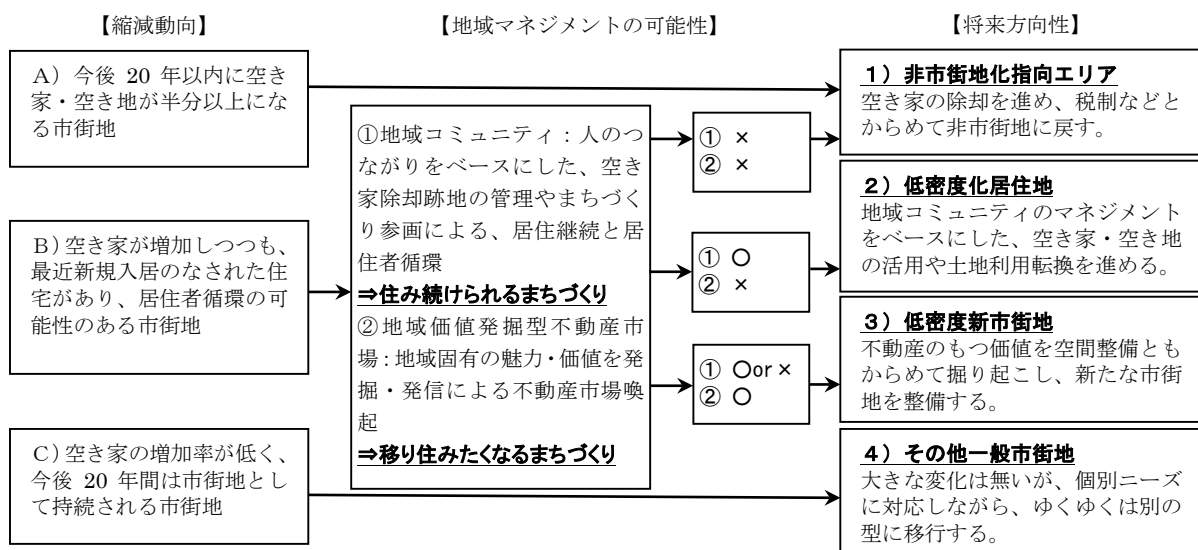 【縮減動向】
【地域マネジメントの可能性】
【将来方向性】
A）今後 20 年以内に空き
家・空き地が半分以上にな
る市街地
B）空き家が増加しつつも、
最近新規入居のなされた住
宅があり、居住者循環の可
能性のある市街地
C）空き家の増加率が低く、
今後 20 年間は市街地とし
て持続される市街地
①地域コミュニティ：人のつ
ながりをベースにした、空き
家除却跡地の管理やまちづく
り参画による、居住継続と居
住者循環
⇒住み続けられるまちづくり
②地域価値発掘型不動産市
場：地域固有の魅力・価値を発
掘・発信による不動産市場喚
起
⇒移り住みたくなるまちづくり
① ×
② ×
① ○
② ×
① ○or ×
② ○
１）非市街地化指向エリア
空き家の除却を進め、税制などと
からめて非市街地に戻す。
２）低密度化居住地
地域コミュニティのマネジメント
をベースにした、空き家・空き地
の活用や土地利用転換を進める。
３）低密度新市街地
不動産のもつ価値を空間整備とも
からめて掘り起こし、新たな市街
地を整備する。
４）その他一般市街地
大きな変化は無いが、個別ニーズ
に対応しながら、ゆくゆくは別の
型に移行する。